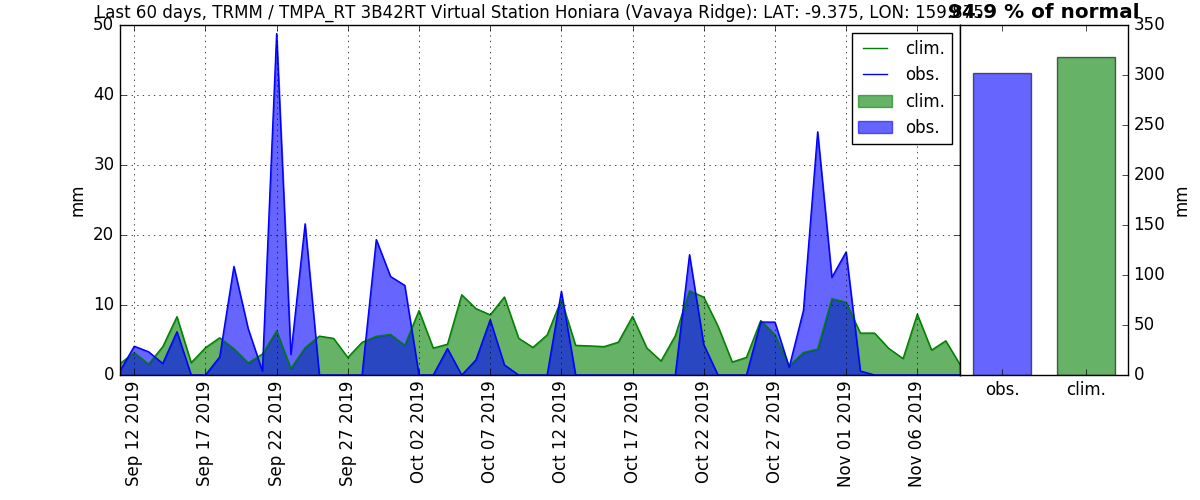 Last 60 days, TRMM / TMPA_RT 3B42RT Virtual Station Honiara (Vavaya Ridge): LAT: -9.375, LON:
94.9 % of normal
50
40
30
20
10
0
mm
clim.
obs.
clim.
obs.
350
300
250
200
150
100
50
0
mm
obs.
clim.
Sep 12 2019
Sep 17 2019
Sep 22 2019
Sep 27 2019
Oct 02 2019
Oct 07 2019
Oct 12 2019
Oct 17 2019
Oct 22 2019
Oct 27 2019
Nov 01 2019
Nov 06 2019